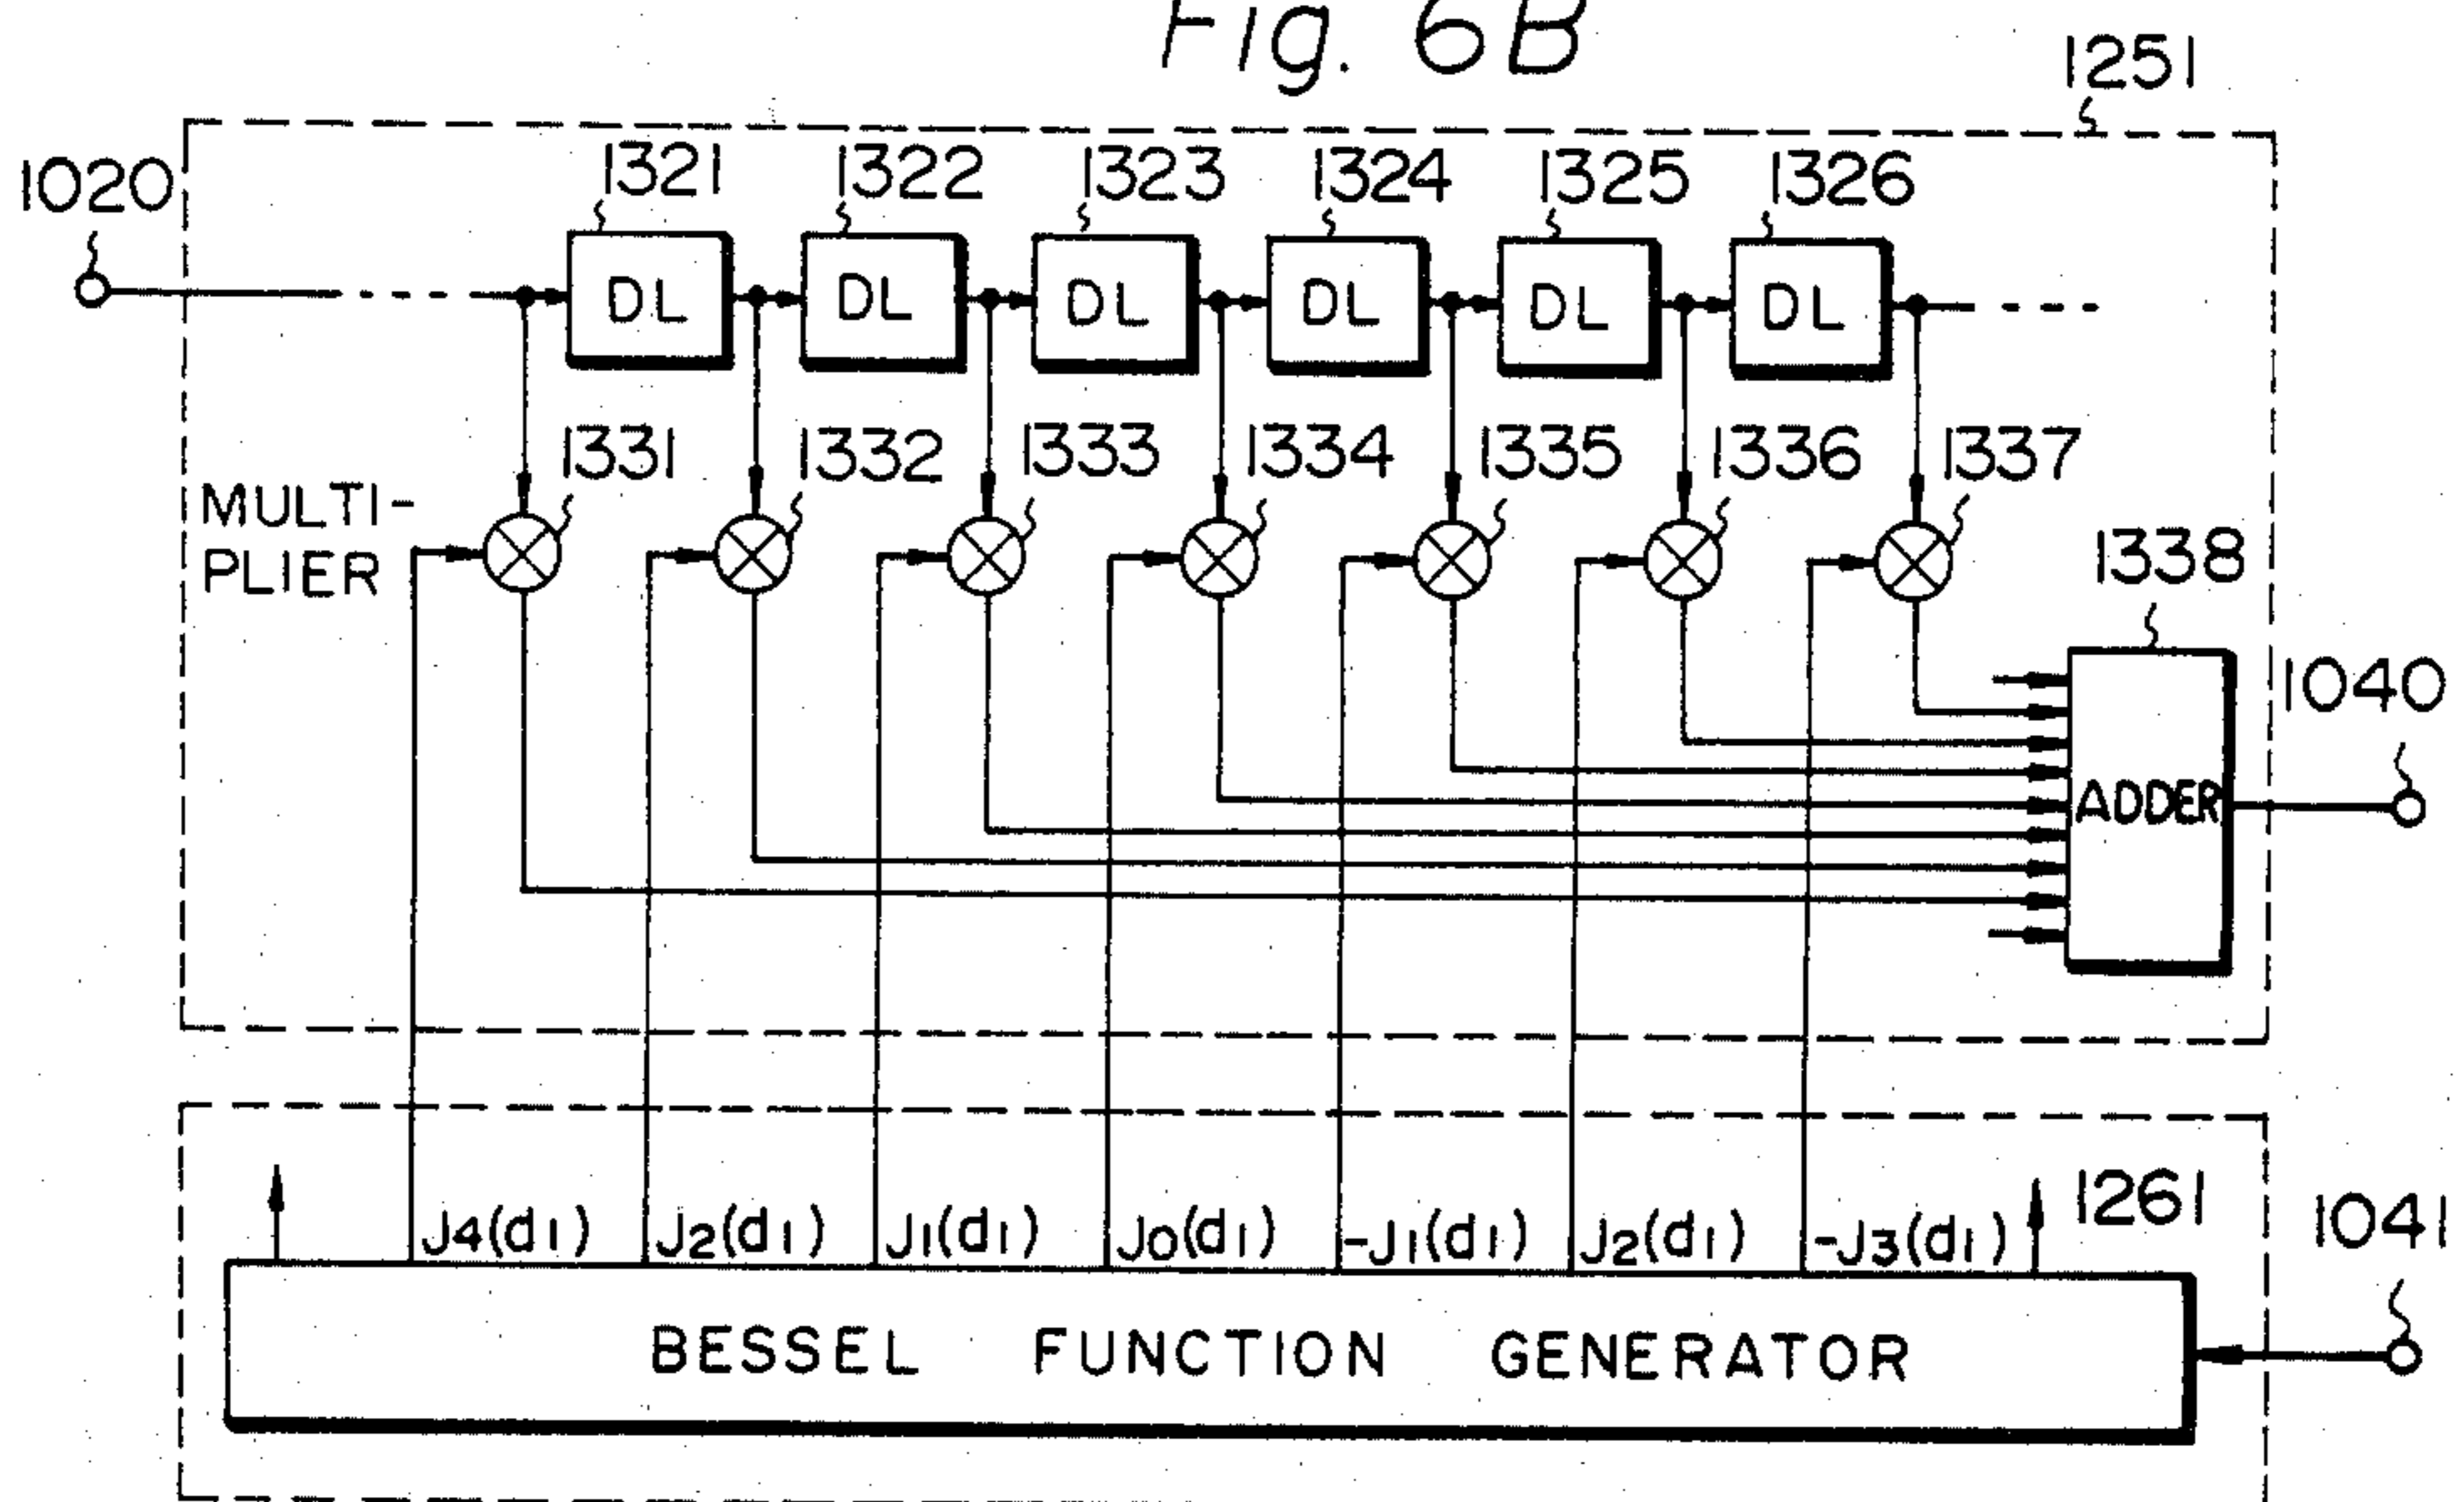 Fig. 6B
1251
1020
1321 1322 1323 1324 1325 1326
DL DL DL DL DL DL
1331 1332 1333 1334 1335 1336 1337
MULTI-
PLIER
1338
1040
ADDER
1261
1041
J4(d1) J2(d1) J1(d1) J0(d1) -J1(d1) J2(d1) -J3(d1)
BESSEL FUNCTION GENERATOR